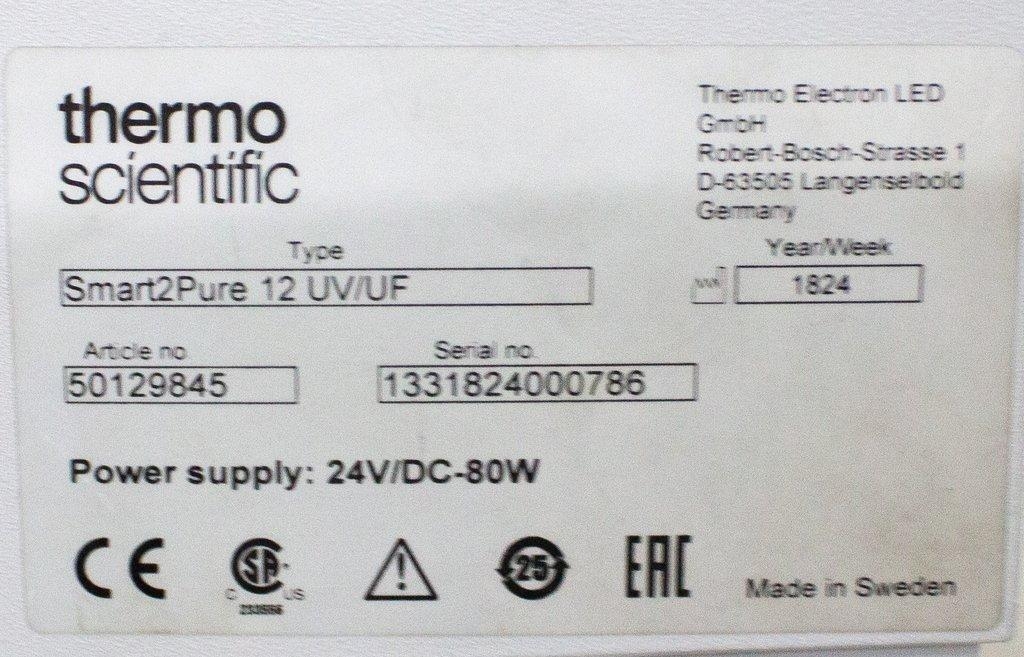 thermo
scientific
Thermo Electron LED
GmbH
Robert-Bosch-Strasse 1
D-63505 Langenselbold
Germany
Type
Smart2Pure 12 UV/UF
Year/Week
1824
Article no.
50129845
Serial no.
1331824000786
Power supply: 24V/DC-80W
CE
SA
C US
25
EAC
Made in Sweden